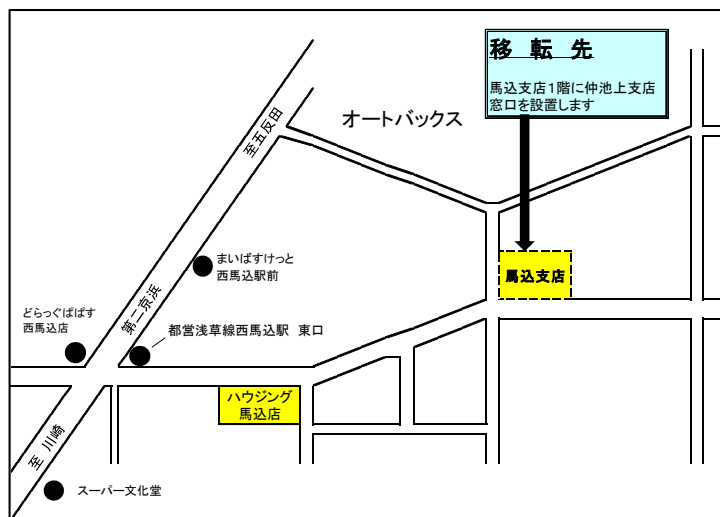 移 転 先
馬込支店1階に仲池上支店
窓口を設置します
オートバックス
至五反田
まいばすけっと
西馬込駅前
馬込支店
どらっぐぱぱす
西馬込店
第二京浜
都営浅草線西馬込駅 東口
ハウジング
馬込店
至 川崎
スーパー文化堂